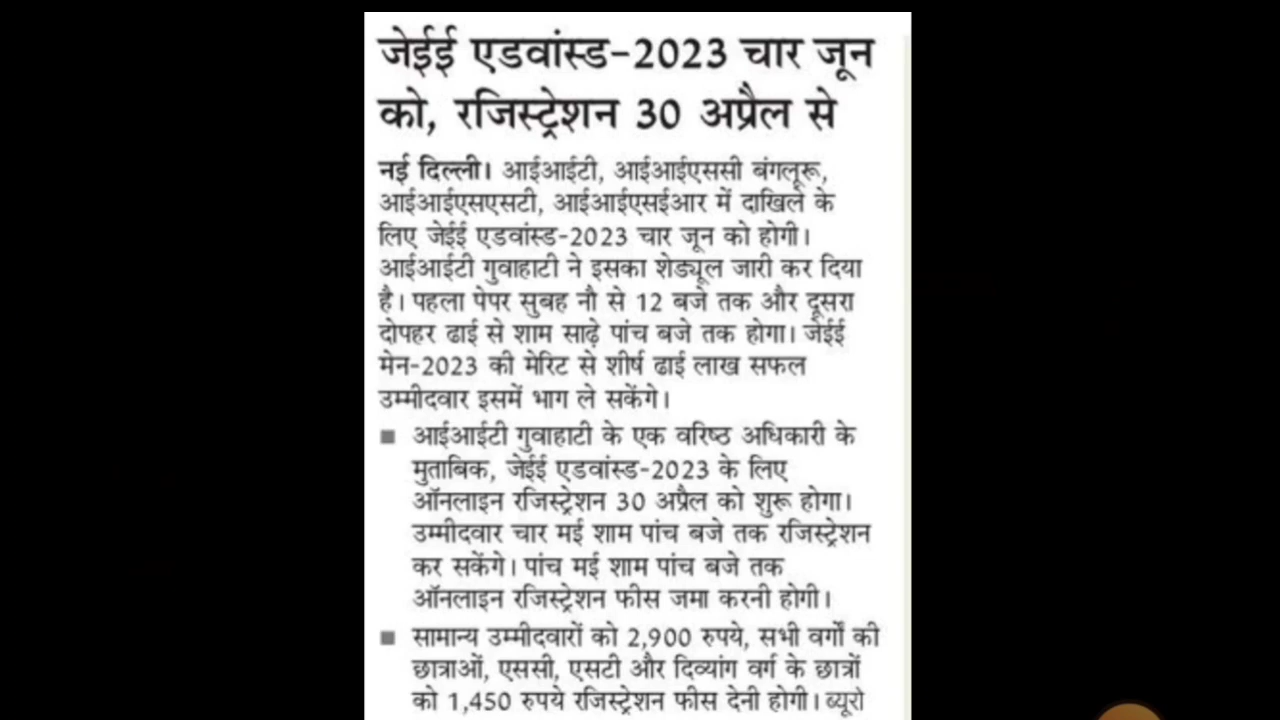 जेईई एडवांस्ड-2023 चार जून
को, रजिस्ट्रेशन 30 अप्रैल से
नई दिल्ली। आईआईटी, आईआईएससी बंगलूरू,
आईआईएसएसटी, आईआईएसईआर में दाखिले के
लिए जेईई एडवांस्ड-2023 चार जून को होगी।
आईआईटी गुवाहाटी ने इसका शेड्यूल जारी कर दिया
है। पहला पेपर सुबह नौ से 12 बजे तक और दूसरा
दोपहर ढाई से शाम साढ़े पांच बजे तक होगा। जेईई
मेन-2023 की मेरिट से शीर्ष ढाई लाख सफल
उम्मीदवार इसमें भाग ले सकेंगे।
■ आईआईटी गुवाहाटी के एक वरिष्ठ अधिकारी के
मुताबिक, जेईई एडवांस्ड-2023 के लिए
ऑनलाइन रजिस्ट्रेशन 30 अप्रैल को शुरू होगा।
उम्मीदवार चार मई शाम पांच बजे तक रजिस्ट्रेशन
कर सकेंगे। पांच मई शाम पांच बजे तक
ऑनलाइन रजिस्ट्रेशन फीस जमा करनी होगी।
■ सामान्य उम्मीदवारों को 2,900 रुपये, सभी वर्गों की
छात्राओं, एससी, एसटी और दिव्यांग वर्ग के छात्रों
को 1,450 रुपये रजिस्ट्रेशन फीस देनी होगी। ब्यूरो